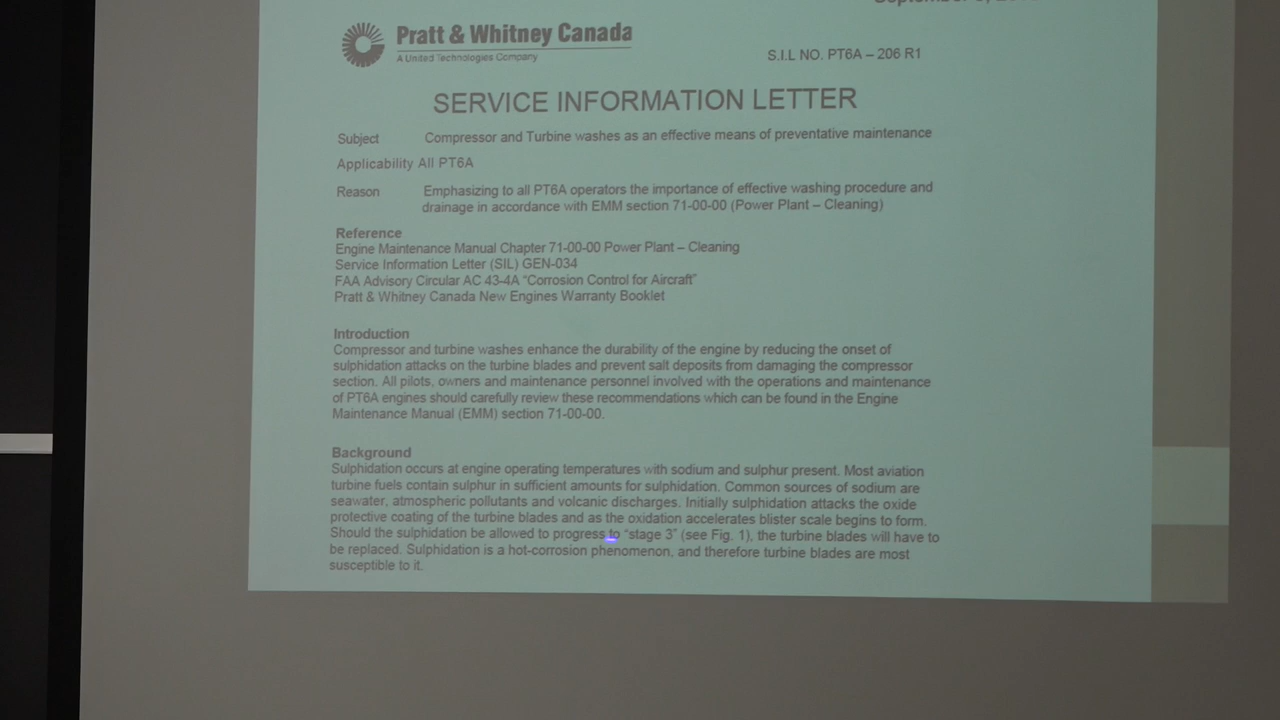 Pratt & Whitney Canada
A United Technologies Company
S.I.L NO. PT6A – 206 R1
SERVICE INFORMATION LETTER
Subject Compressor and Turbine washes as an effective means of preventative maintenance
Applicability All PT6A
Reason Emphasizing to all PT6A operators the importance of effective washing procedure and
drainage in accordance with EMM section 71-00-00 (Power Plant – Cleaning)
Reference
Engine Maintenance Manual Chapter 71-00-00 Power Plant – Cleaning
Service Information Letter (SIL) GEN-034
FAA Advisory Circular AC 43-4A “Corrosion Control for Aircraft”
Pratt & Whitney Canada New Engines Warranty Booklet
Introduction
Compressor and turbine washes enhance the durability of the engine by reducing the onset of
sulphidation attacks on the turbine blades and prevent salt deposits from damaging the compressor
section. All pilots, owners and maintenance personnel involved with the operations and maintenance
of PT6A engines should carefully review these recommendations which can be found in the Engine
Maintenance Manual (EMM) section 71-00-00.
Background
Sulphidation occurs at engine operating temperatures with sodium and sulphur present. Most aviation
turbine fuels contain sulphur in sufficient amounts for sulphidation. Common sources of sodium are
seawater, atmospheric pollutants and volcanic discharges. Initially sulphidation attacks the oxide
protective coating of the turbine blades and as the oxidation accelerates blister scale begins to form.
Should the sulphidation be allowed to progress to “stage 3” (see Fig. 1), the turbine blades will have to
be replaced. Sulphidation is a hot-corrosion phenomenon, and therefore turbine blades are most
susceptible to it.